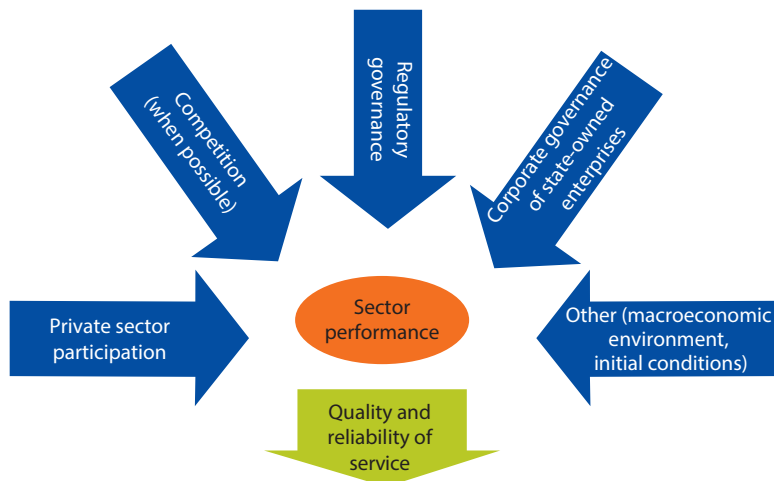 Private sector
participation
Competition
(when possible)
Regulatory
governance
Corporate governance
of state-owned
enterprises
Other (macroeconomic
environment,
initial conditions)
Sector
performance
Quality and
reliability of
service